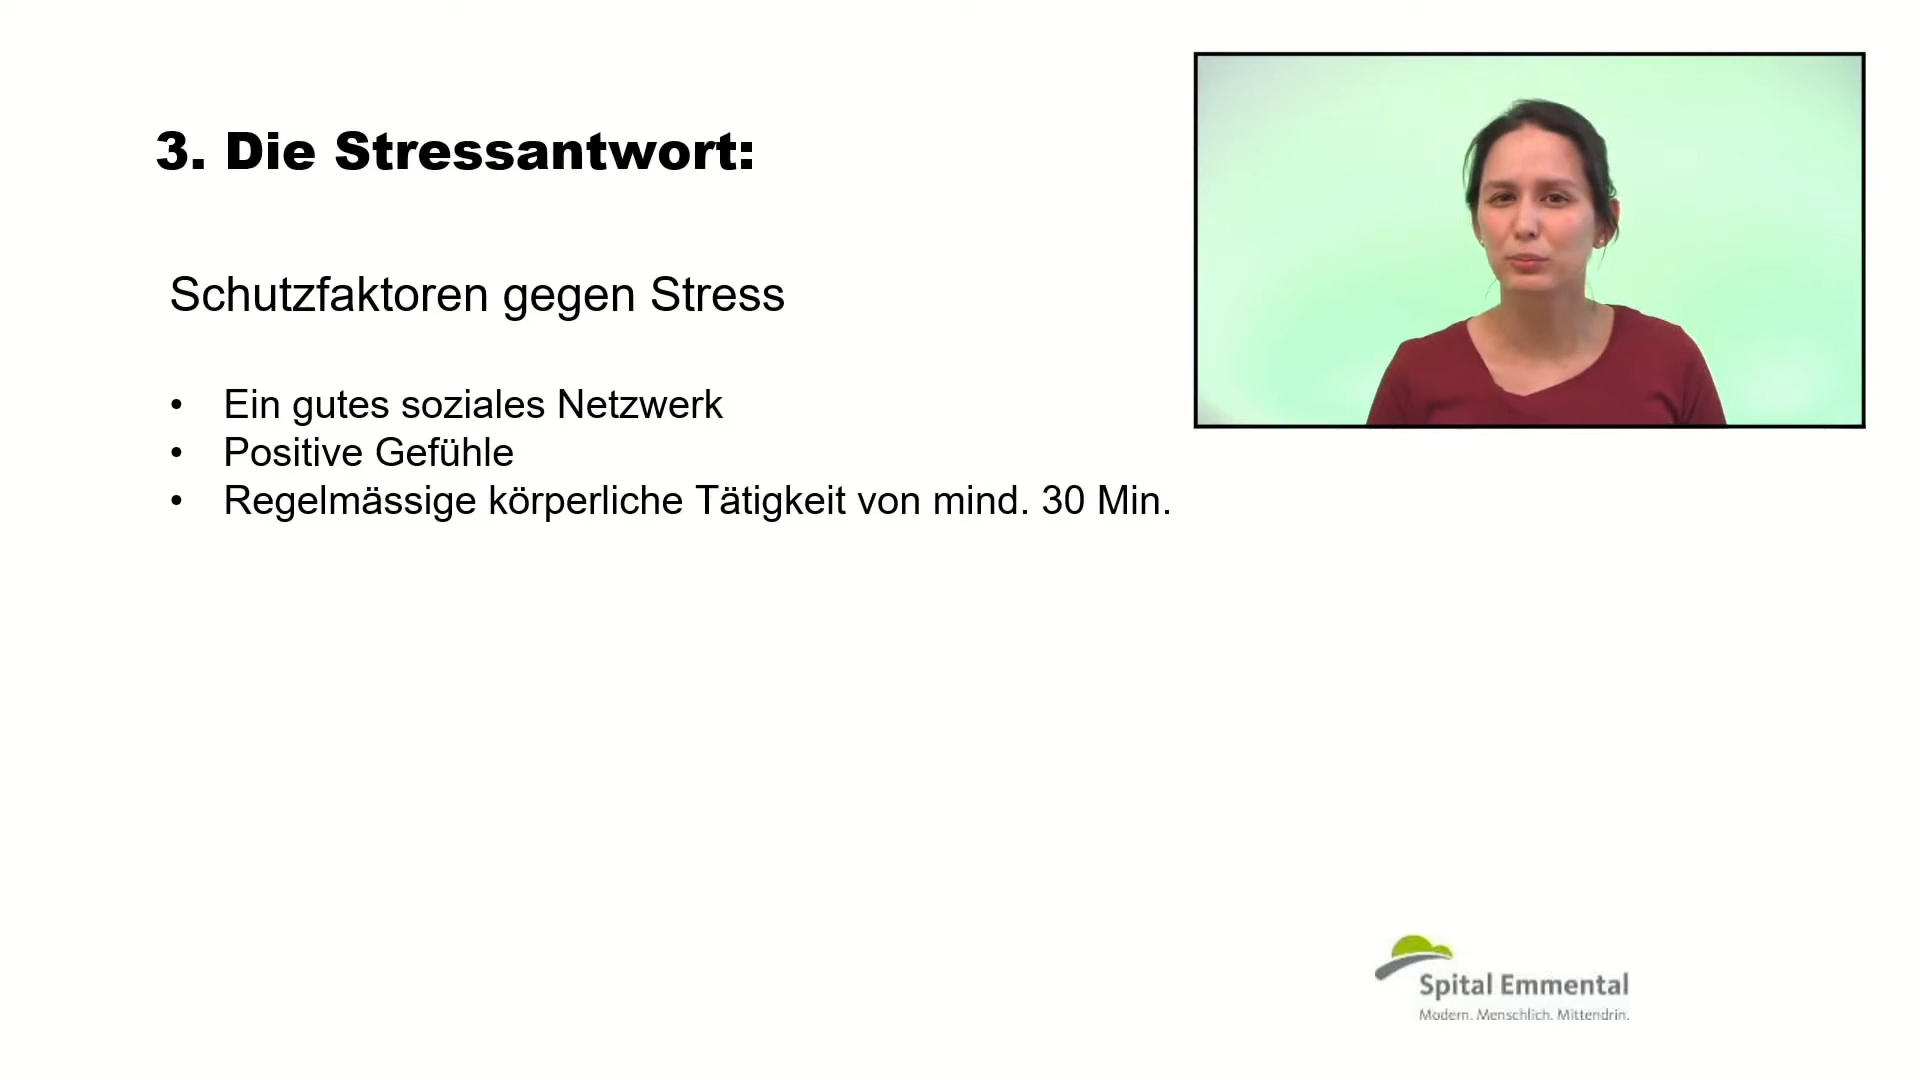 3. Die Stressantwort:
Schutzfaktoren gegen Stress
• Ein gutes soziales Netzwerk
• Positive Gefühle
• Regelmässige körperliche Tätigkeit von mind. 30 Min.
Spital Emmental
Modern. Menschlich. Mittendrin.